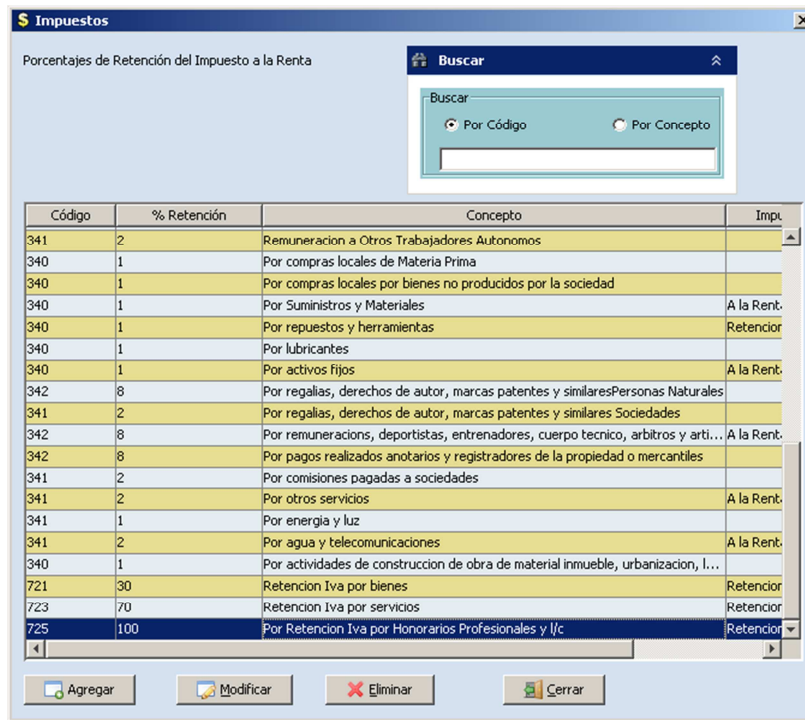 $ Impuestos
Porcentajes de Retención del Impuesto a la Renta
Buscar
Buscar
Por Código Por Concepto
Código % Retención Concepto Impu
341 2 Remuneracion a Otros Trabajadores Autonomos
340 1 Por compras locales de Materia Prima
340 1 Por compras locales por bienes no producidos por la sociedad
340 1 Por Suministros y Materiales A la Rent
340 1 Por repuestos y herramientas Retencion
340 1 Por lubricantes
340 1 Por activos fijos A la Rent
342 8 Por regalias, derechos de autor, marcas patentes y similaresPersonas Naturales
341 2 Por regalias, derechos de autor, marcas patentes y similares Sociedades
342 8 Por remuneracions, deportistas, entrenadores, cuerpo tecnico, arbitros y arti... A la Rent
342 8 Por pagos realizados anotarios y registradores de la propiedad o mercantiles
341 2 Por comisiones pagadas a sociedades
341 2 Por otros servicios A la Rent
341 1 Por energia y luz
341 2 Por agua y telecomunicaciones A la Rent
340 1 Por actividades de construccion de obra de material inmueble, urbanizacion, l...
721 30 Retencion Iva por bienes Retencion
723 70 Retencion Iva por servicios Retencion
725 100 Por Retencion Iva por Honorarios Profesionales y l/c Retencion
Agregar Modificar Eliminar Cerrar